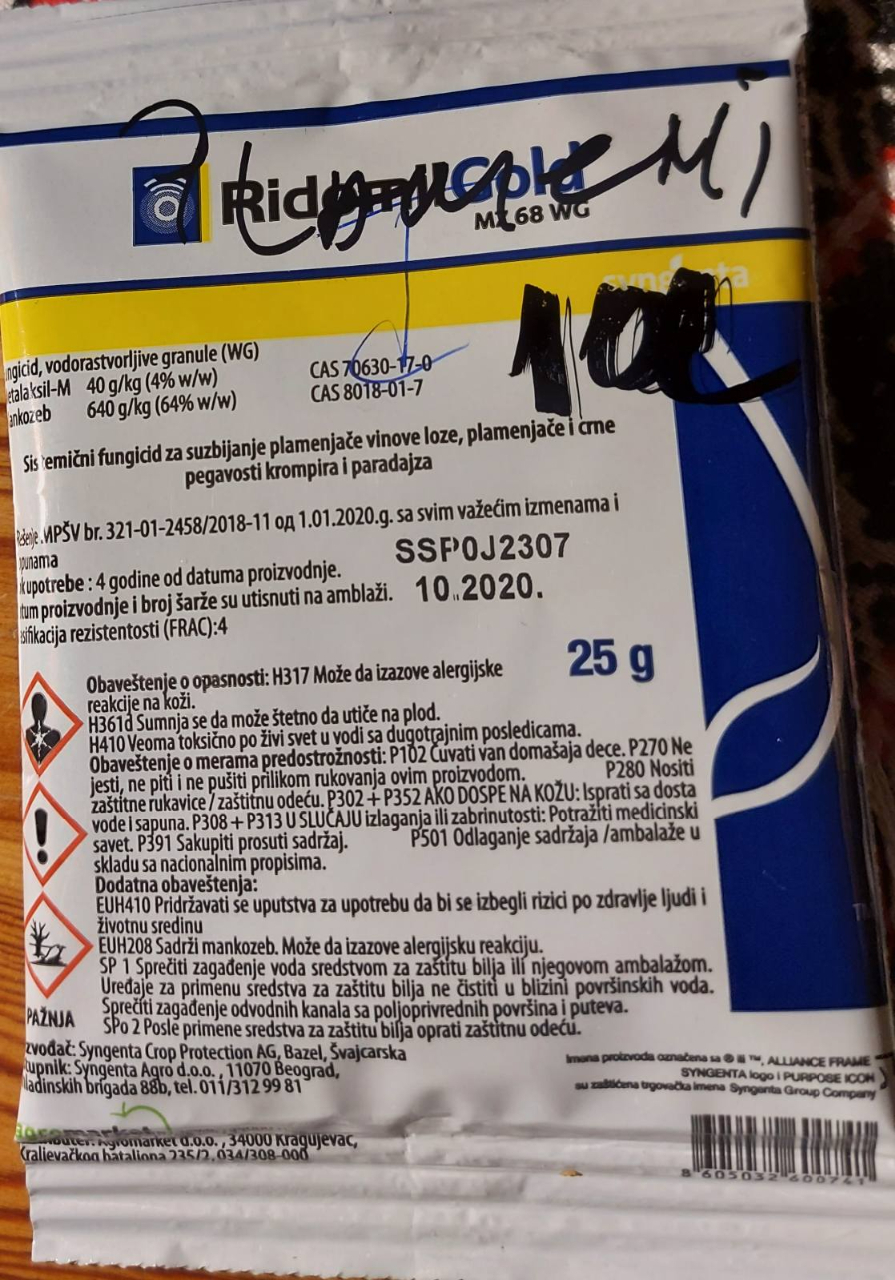 Ridomil Gold
MZ 68 WG
syngenta
ngicid, vodorastvorljive granule (WG)
etalaksil-M 40 g/kg (4% w/w)
ankozeb 640 g/kg (64% w/w)
CAS 70630-17-0
CAS 8018-01-7
Sistemični fungicid za suzbijanje plamenjače vinove loze, plamenjače i crne
pegavosti krompira i paradajza
Rešenje MPŠV br. 321-01-2458/2018-11 од 1.01.2020.g. sa svim važećim izmenama i
punama
k upotrebe : 4 godine od datuma proizvodnje.
tum proizvodnje i broj šarže su utisnuti na amblaži.
sifikacija rezistentosti (FRAC):4
SSP0J2307
10.2020.
25 g
Obaveštenje o opasnosti: H317 Može da izazove alergijske
reakcije na koži.
H361d Sumnja se da može štetno da utiče na plod.
H410 Veoma toksično po živi svet u vodi sa dugotrajnim posledicama.
Obaveštenje o merama predostrožnosti: P102 Čuvati van domašaja dece. P270 Ne
jesti, ne piti i ne pušiti prilikom rukovanja ovim proizvodom. P280 Nositi
zaštitne rukavice / zaštitnu odeću. P302 + P352 AKO DOSPE NA KOŽU: Isprati sa dosta
vode I sapuna. P308 + P313 U SLUČAJU izlaganja ili zabrinutosti: Potražiti medicinski
savet. P391 Sakupiti prosuti sadržaj. P501 Odlaganje sadržaja /ambalaže u
skladu sa nacionalnim propisima.
Dodatna obaveštenja:
EUH410 Pridržavati se uputstva za upotrebu da bi se izbegli rizici po zdravlje ljudi i
životnu sredinu
EUH208 Sadrži mankozeb. Može da izazove alergijsku reakciju.
SP 1 Sprečiti zagađenje voda sredstvom za zaštitu bilja ili njegovom ambalažom.
Uređaje za primenu sredstva za zaštitu bilja ne čistiti u blizini površinskih voda.
Sprečiti zagađenje odvodnih kanala sa poljoprivrednih površina i puteva.
SPo 2 Posle primene sredstva za zaštitu bilja oprati zaštitnu odeću.
PAŽNJA
zvođač: Syngenta Crop Protection AG, Bazel, Švajcarska
tupnik: Syngenta Agro d.o.o. , 11070 Beograd,
ladinskih brigada 88b, tel. 011/312 99 81
Imena proizvoda označena sa ® ili ™, ALLIANCE FRAME
SYNGENTA logo i PURPOSE ICON
su zaštićena trgovačka imena Syngenta Group Company
Agromarket d.o.o. , 34000 Kragujevac,
Kraljevačkog bataljona 235/2, 034/308-000
8 605032 600741